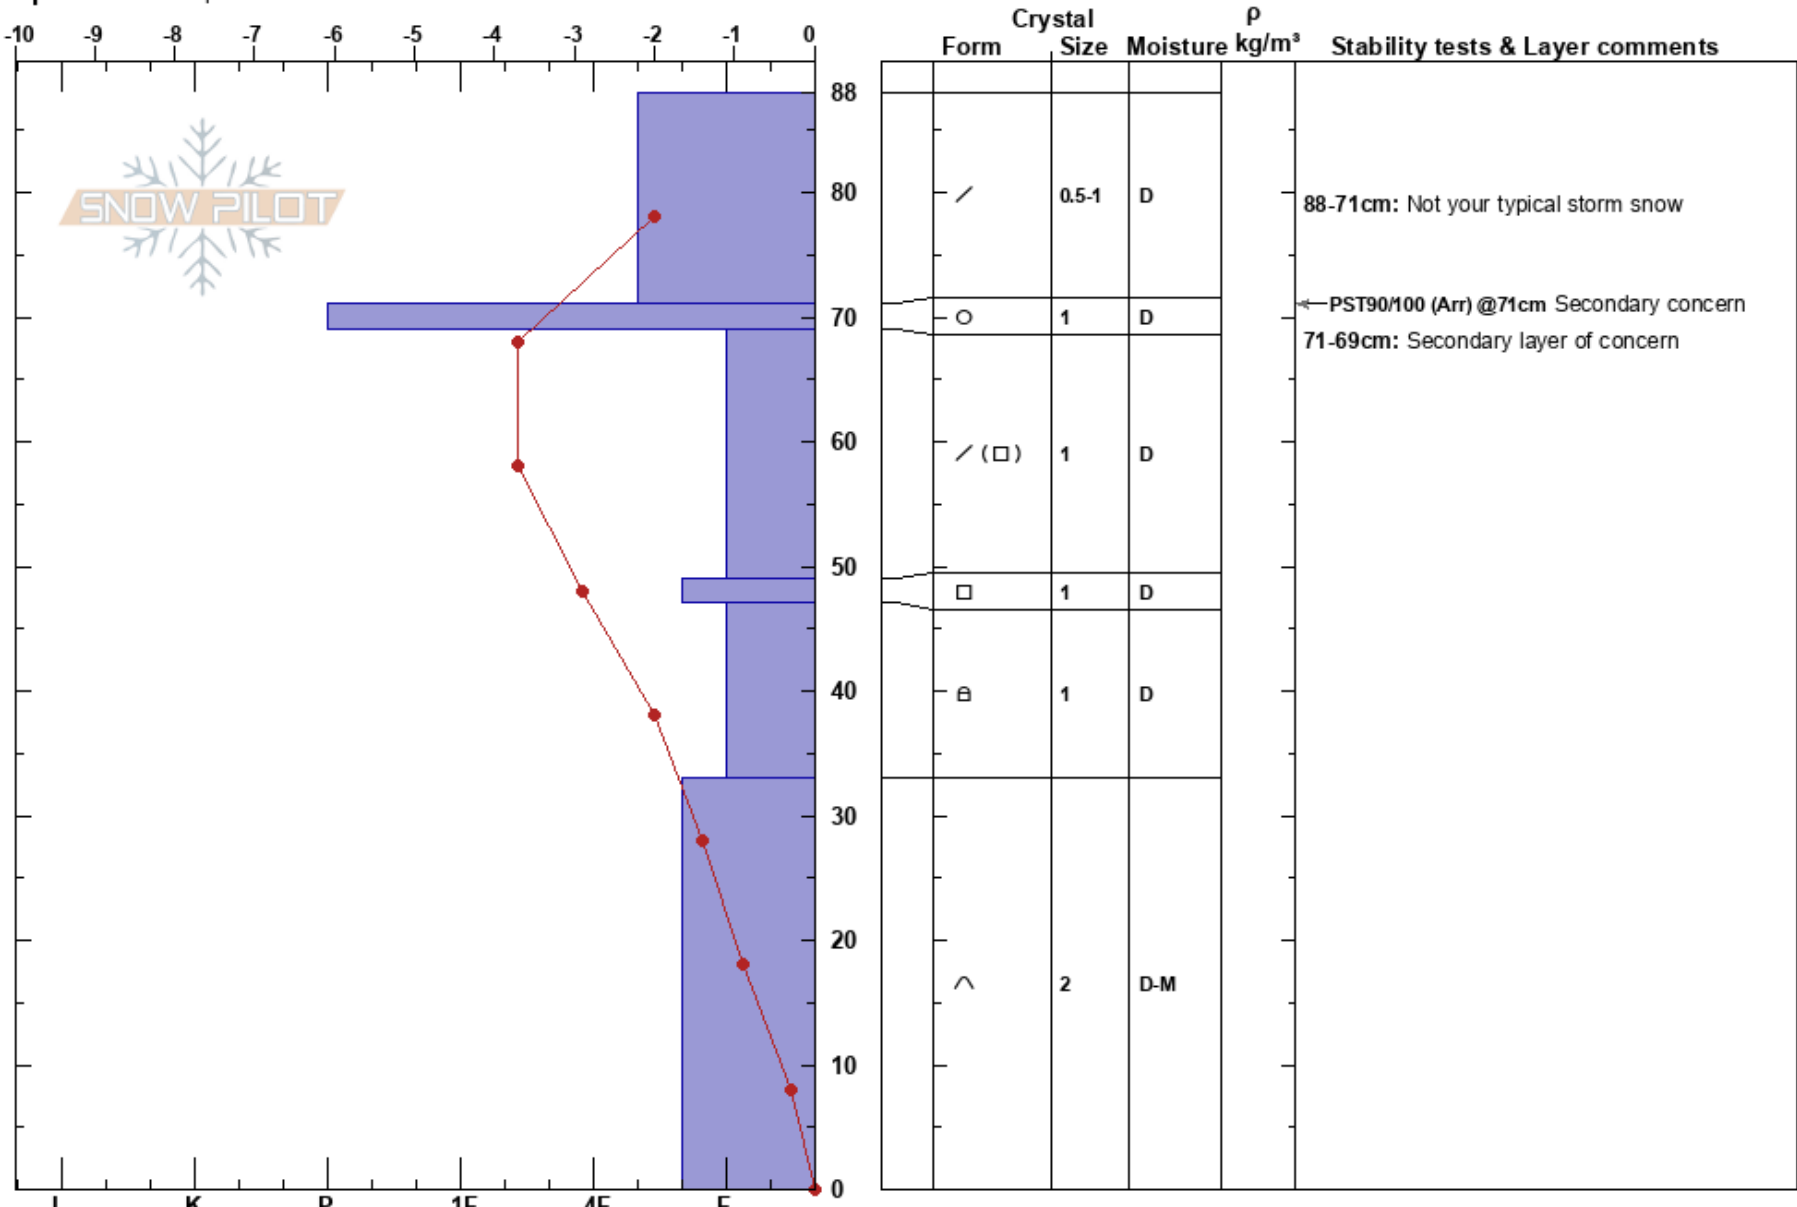 -10 -9 -8 -7 -6 -5 -4 -3 -2 -1 0
Crystal
Form Size Moisture
ρ
kg/m³
Stability tests & Layer comments
SNOW PILOT
88
80
70
60
50
40
30
20
10
0
/ 0.5-1 D
○ 1 D
/ (□) 1 D
□ 1 D
1 D
∧ 2 D-M
88-71cm: Not your typical storm snow
PST90/100 (Arr) @71cm Secondary concern
71-69cm: Secondary layer of concern
I K P 1F 4F F